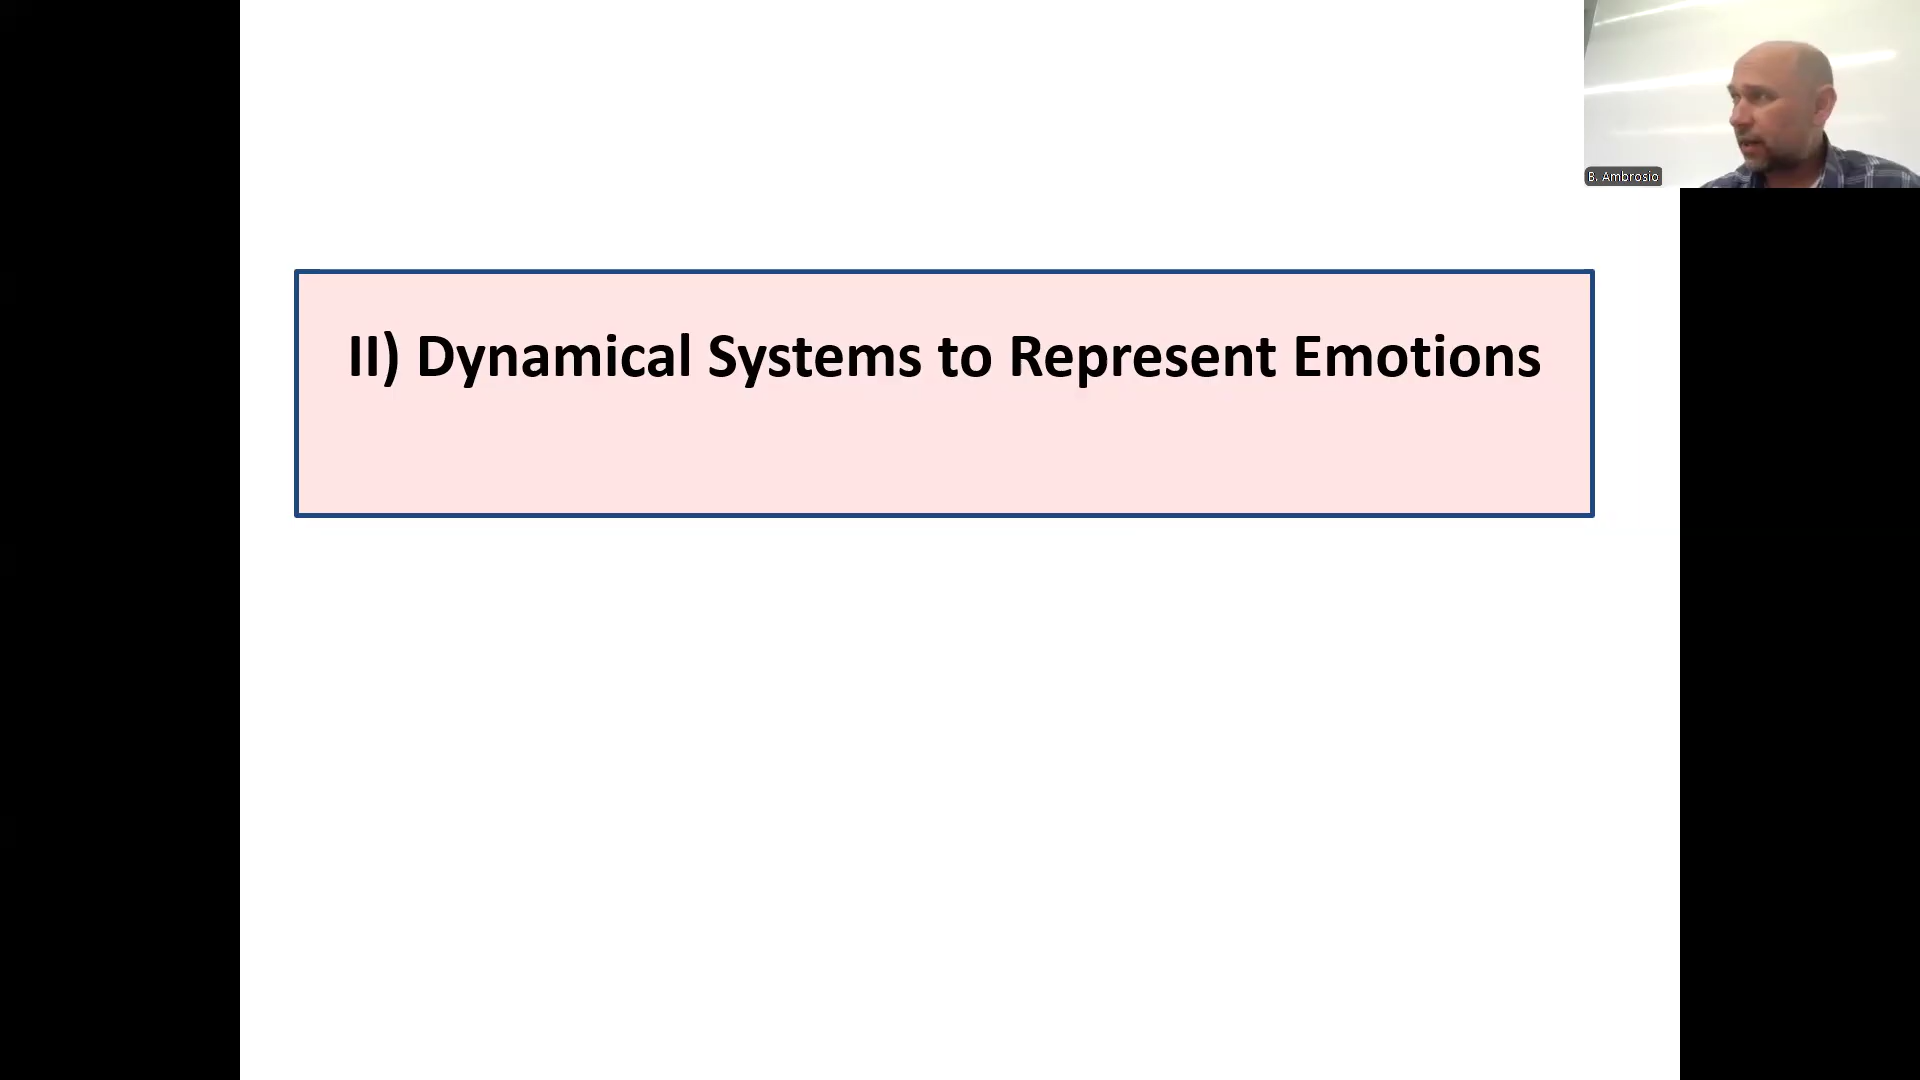 B. Ambrosio
II) Dynamical Systems to Represent Emotions